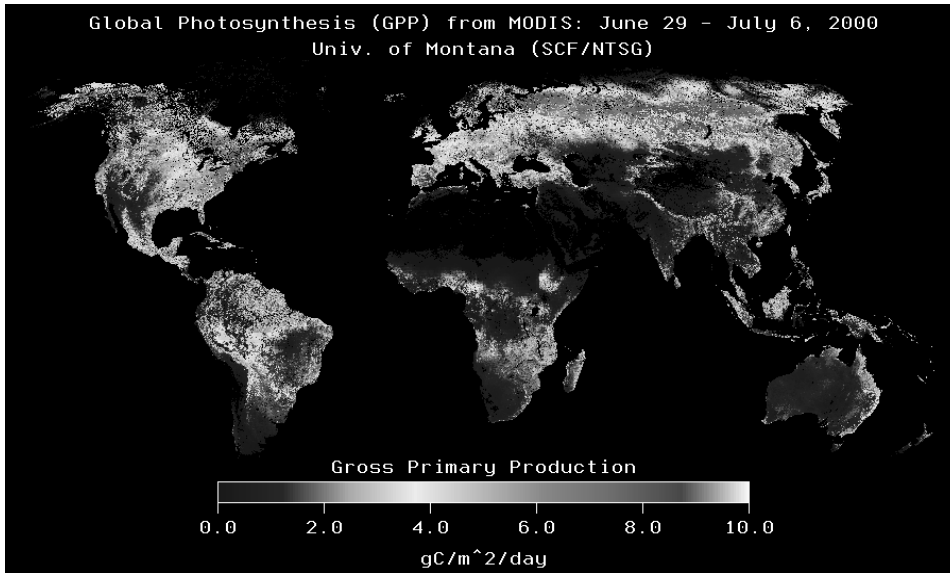 Global Photosynthesis (GPP) from MODIS: June 29 - July 6, 2000
Univ. of Montana (SCF/NTSG)
Gross Primary Production
0.0 2.0 4.0 6.0 8.0 10.0
gC/m^2/day